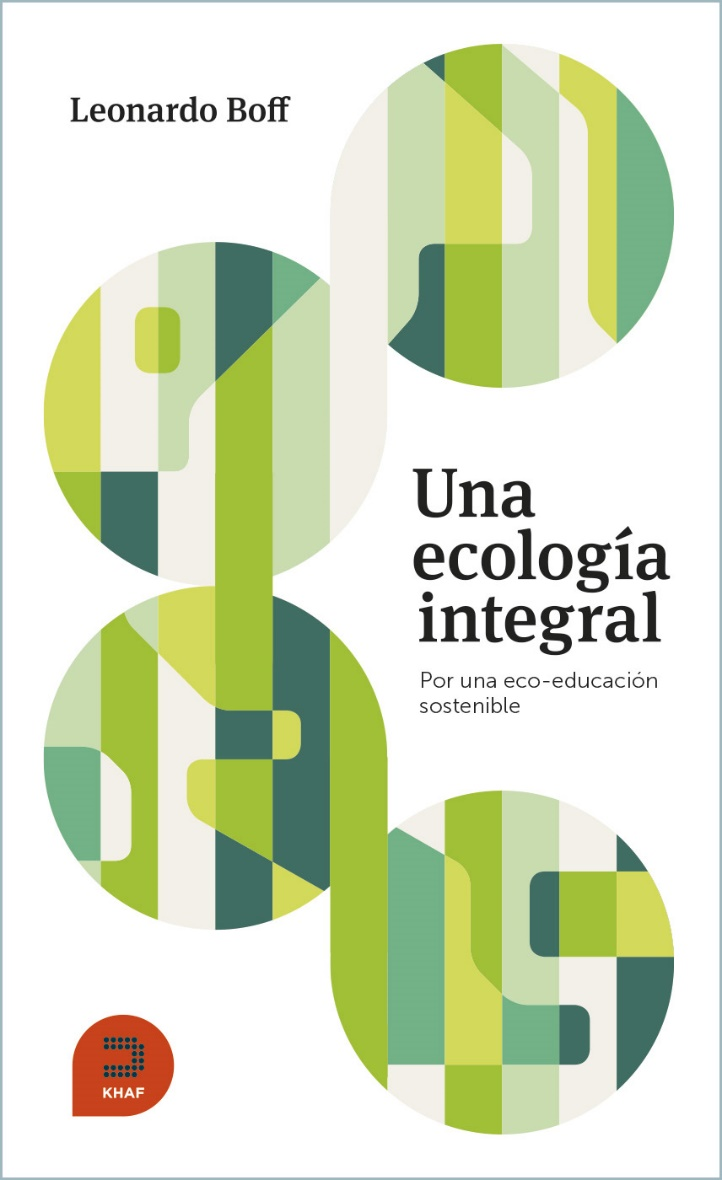 Leonardo Boff
Una
ecología
integral
Por una eco-educación
sostenible
KHAF